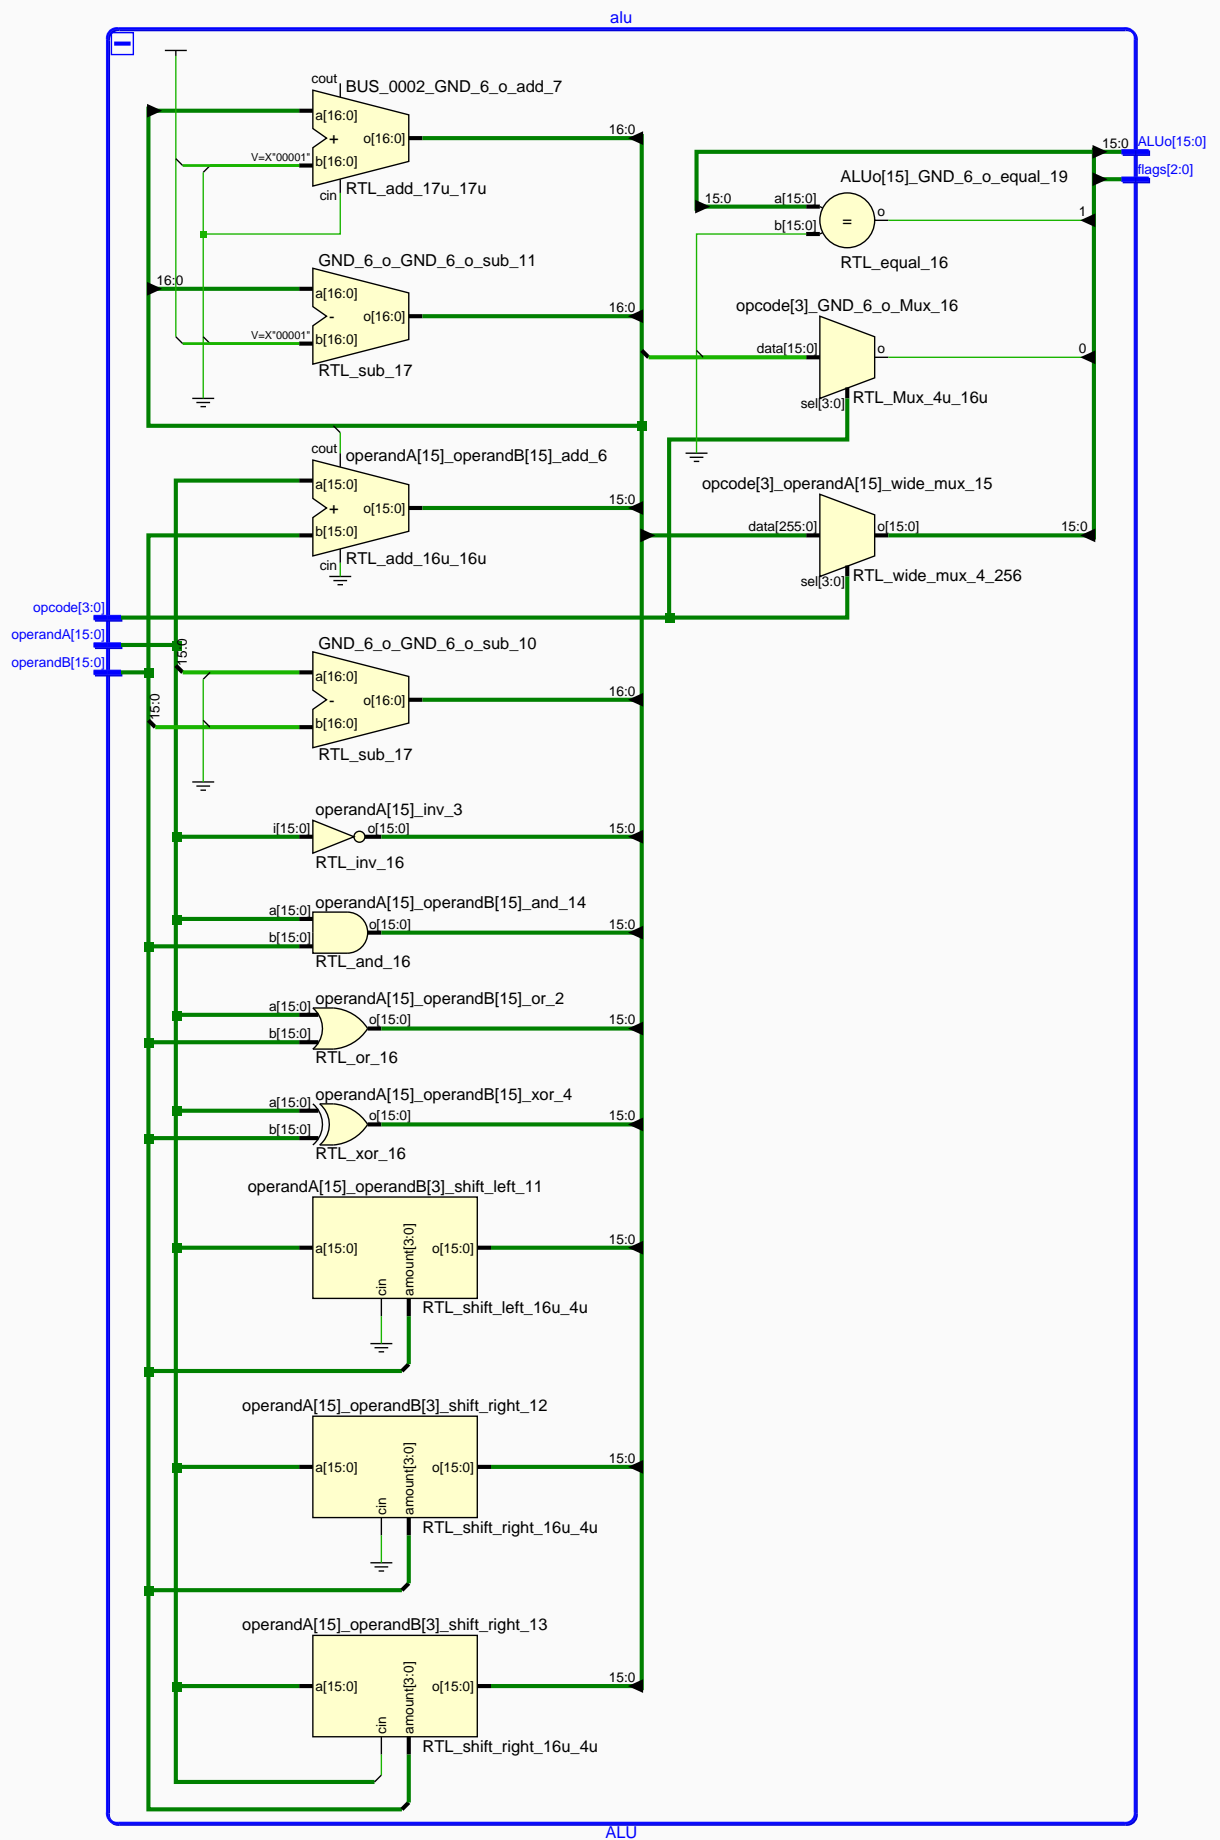 alu
cout
BUS_0002_GND_6_o_add_7
a[16:0]
+
o[16:0]
16:0
V=X"00001"
b[16:0]
cin
RTL_add_17u_17u
15:0
ALUo[15:0]
flags[2:0]
ALUo[15]_GND_6_o_equal_19
15:0
a[15:0]
=
o
1
b[15:0]
RTL_equal_16
GND_6_o_GND_6_o_sub_11
16:0
a[16:0]
-
o[16:0]
16:0
V=X"00001"
b[16:0]
RTL_sub_17
opcode[3]_GND_6_o_Mux_16
data[15:0]
o
0
sel[3:0]
RTL_Mux_4u_16u
cout
operandA[15]_operandB[15]_add_6
a[15:0]
+
o[15:0]
15:0
b[15:0]
cin
RTL_add_16u_16u
opcode[3]_operandA[15]_wide_mux_15
data[255:0]
o[15:0]
15:0
sel[3:0]
RTL_wide_mux_4_256
opcode[3:0]
operandA[15:0]
operandB[15:0]
15:0
15:0
GND_6_o_GND_6_o_sub_10
a[16:0]
-
o[16:0]
16:0
b[16:0]
RTL_sub_17
operandA[15]_inv_3
i[15:0]
o[15:0]
15:0
RTL_inv_16
operandA[15]_operandB[15]_and_14
a[15:0]
o[15:0]
15:0
b[15:0]
RTL_and_16
operandA[15]_operandB[15]_or_2
a[15:0]
o[15:0]
15:0
b[15:0]
RTL_or_16
operandA[15]_operandB[15]_xor_4
a[15:0]
o[15:0]
15:0
b[15:0]
RTL_xor_16
operandA[15]_operandB[3]_shift_left_11
a[15:0]
cin
amount[3:0]
o[15:0]
15:0
RTL_shift_left_16u_4u
operandA[15]_operandB[3]_shift_right_12
a[15:0]
cin
amount[3:0]
o[15:0]
15:0
RTL_shift_right_16u_4u
operandA[15]_operandB[3]_shift_right_13
a[15:0]
cin
amount[3:0]
o[15:0]
15:0
RTL_shift_right_16u_4u
ALU